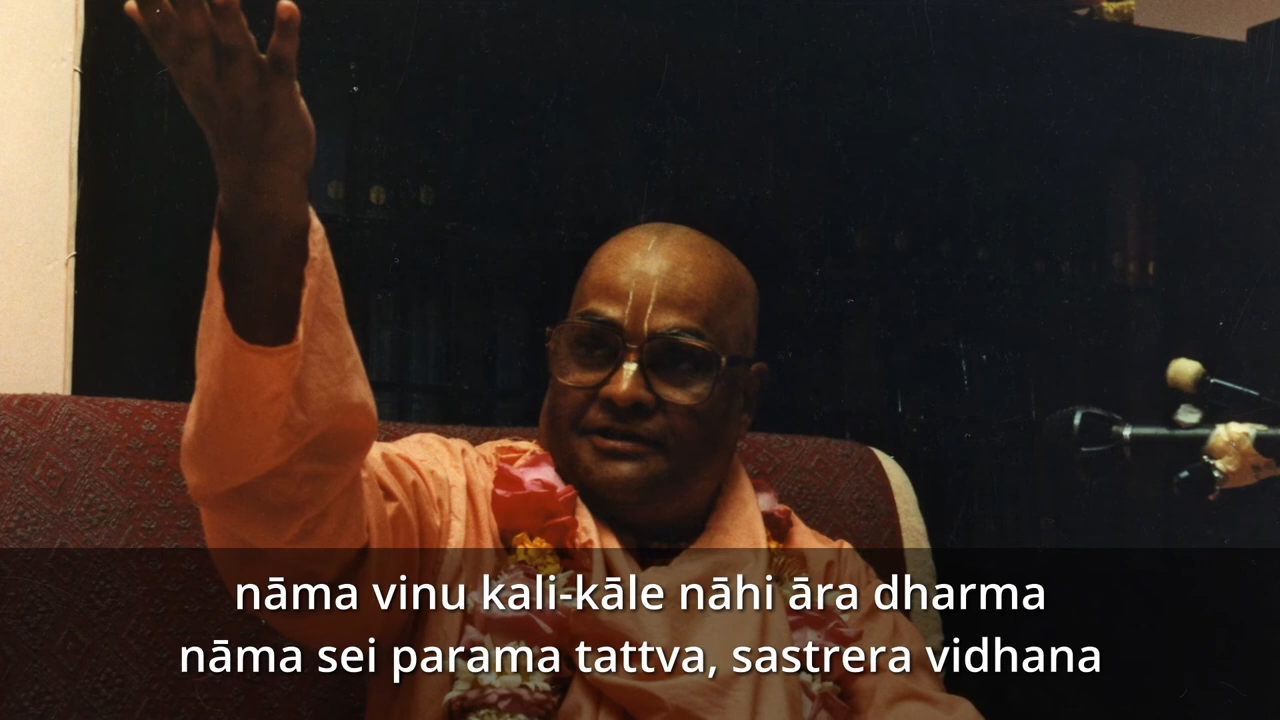 nāma vinu kali-kāle nāhi āra dharma
nāma sei parama tattva, sastrera vidhana